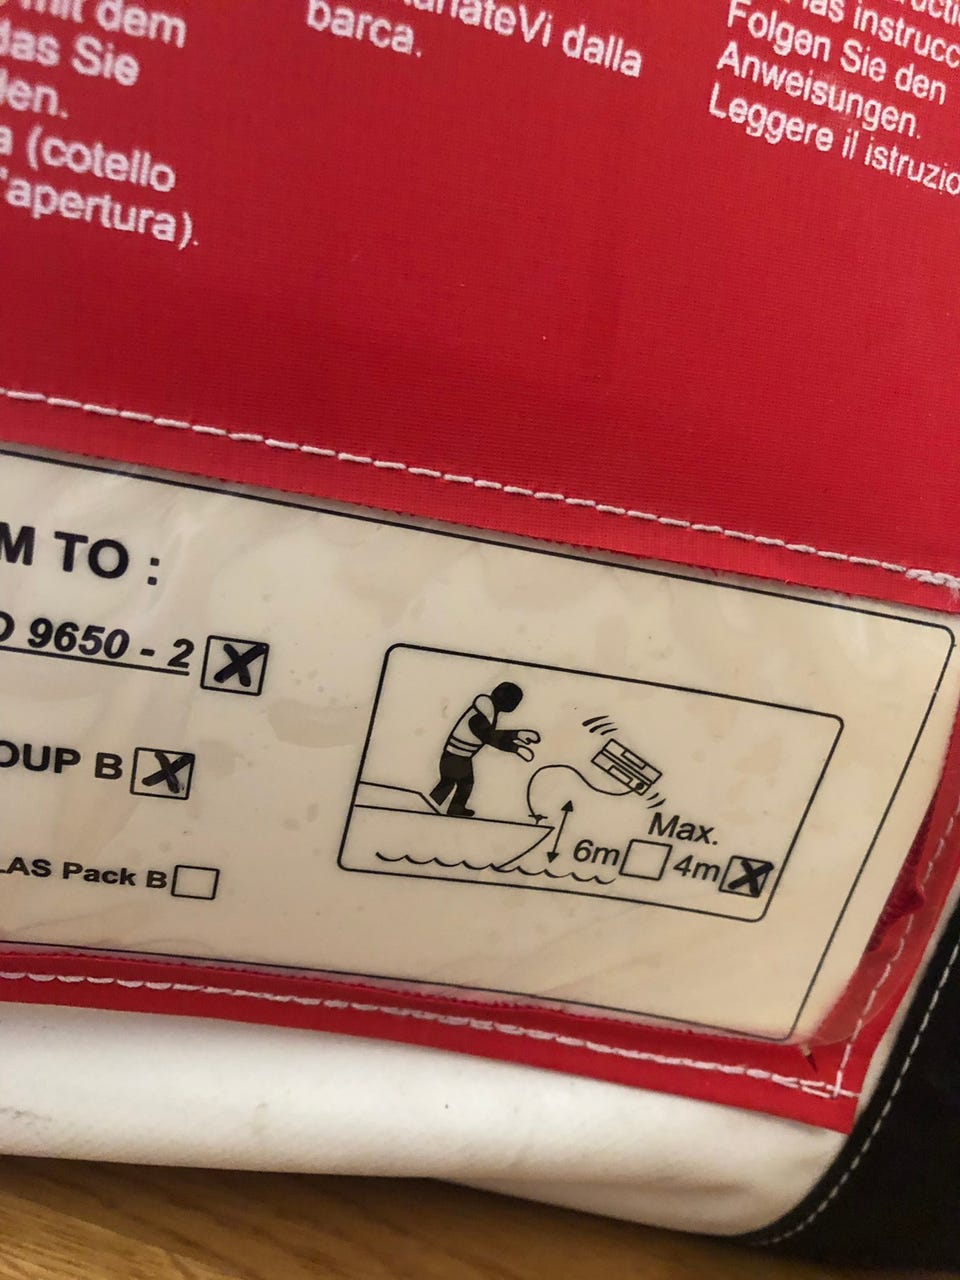 mit dem
das Sie
(cotello
l'apertura).
dalla
barca.
las instrucc
Folgen Sie den
Anweisungen.
Leggere il istruzio
M TO :
9650 - 2 X
OUP B X
LAS Pack B
Max.
6m 4m X